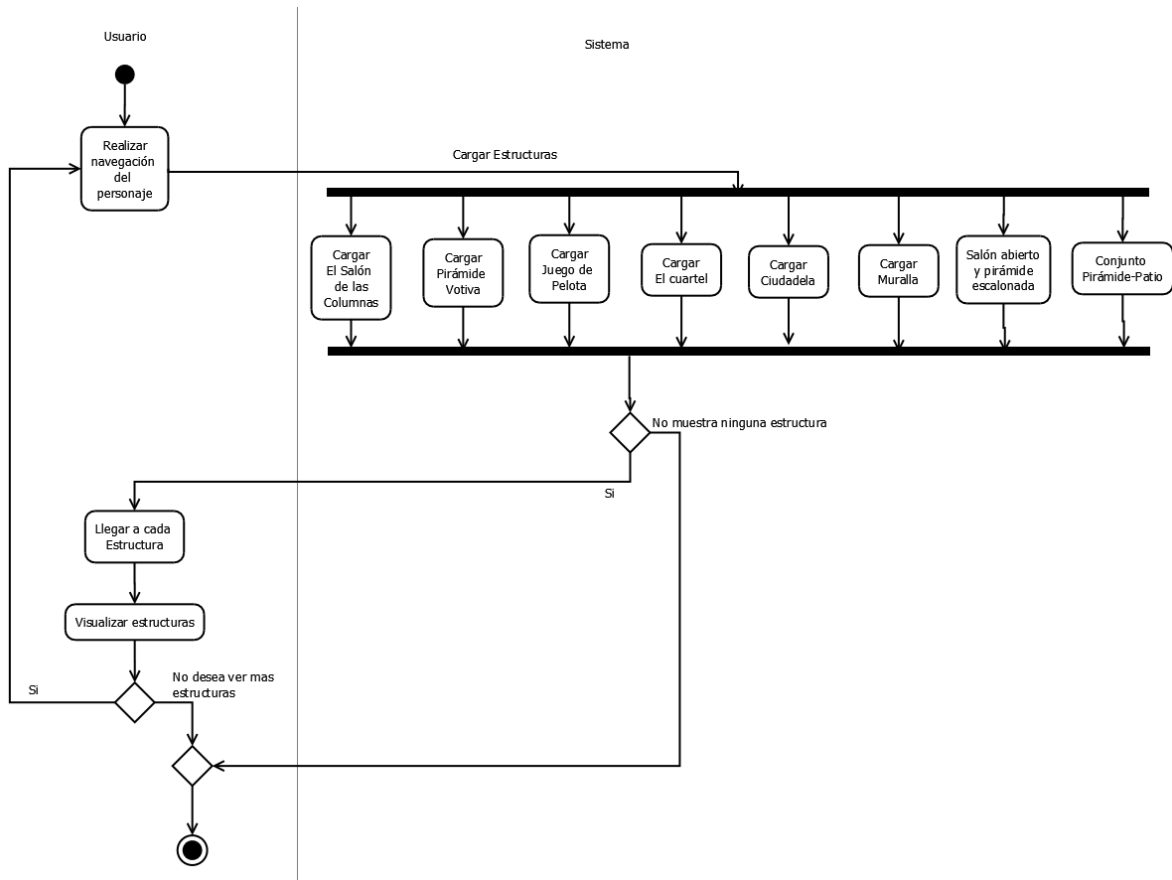 Usuario
Sistema
Realizar
navegación
del
personaje
Cargar Estructuras
Cargar
El Salón
de las
Columnas
Cargar
Pirámide
Votiva
Cargar
Juego de
Pelota
Cargar
El cuartel
Cargar
Ciudadela
Cargar
Muralla
Salón abierto
y pirámide
escalonada
Conjunto
Pirámide-Patio
No muestra ninguna estructura
Si
Llegar a cada
Estructura
Visualizar estructuras
No desea ver mas
estructuras
Si